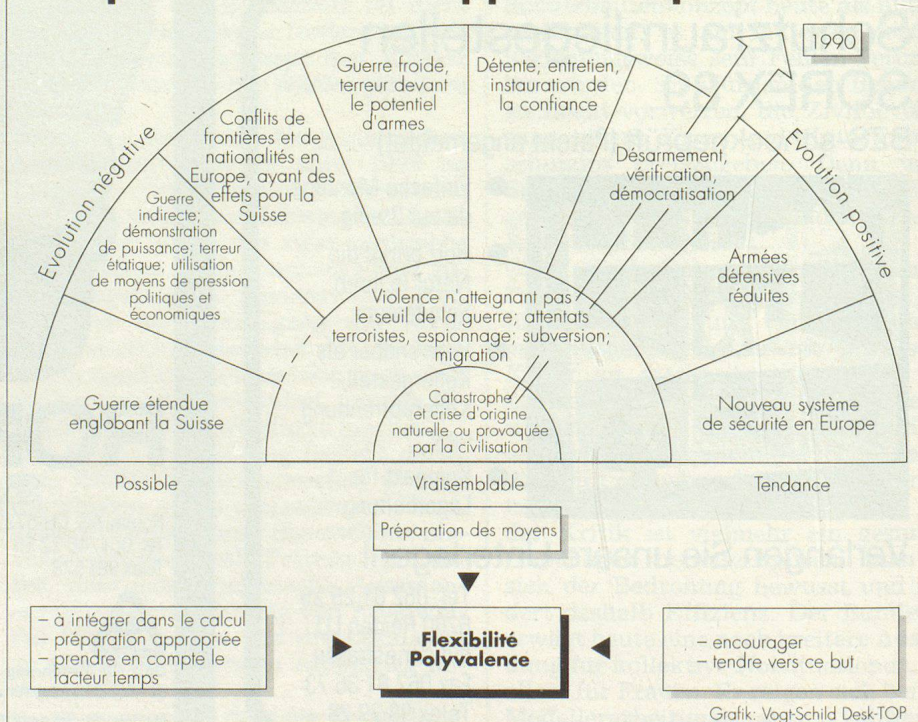 1990
Evolution négative
Evolution positive
Guerre froide,
terreur devant
le potentiel
d'armes
Détente; entretien,
instauration de
la confiance
Conflits de
frontières et de
nationalités en
Europe, ayant des
effets pour la
Suisse
Désarmement,
vérification,
démocratisation
Guerre
indirecte;
démonstration
de puissance; terreur
étatique; utilisation
de moyens de pression
politiques et
économiques
Armées
défensives
réduites
Guerre étendue
englobant la Suisse
Nouveau système
de sécurité en Europe
Violence n'atteignant pas
le seuil de la guerre; attentats
terroristes, espionnage; subversion;
migration
Catastrophe
et crise d'origine
naturelle ou provoquée
par la civilisation
Possible
Vraisemblable
Tendance
Préparation des moyens
– à intégrer dans le calcul
– préparation appropriée
– prendre en compte le
facteur temps
Flexibilité
Polyvalence
– encourager
– tendre vers ce but
Grafik: Vogt-Schild Desk-TOP